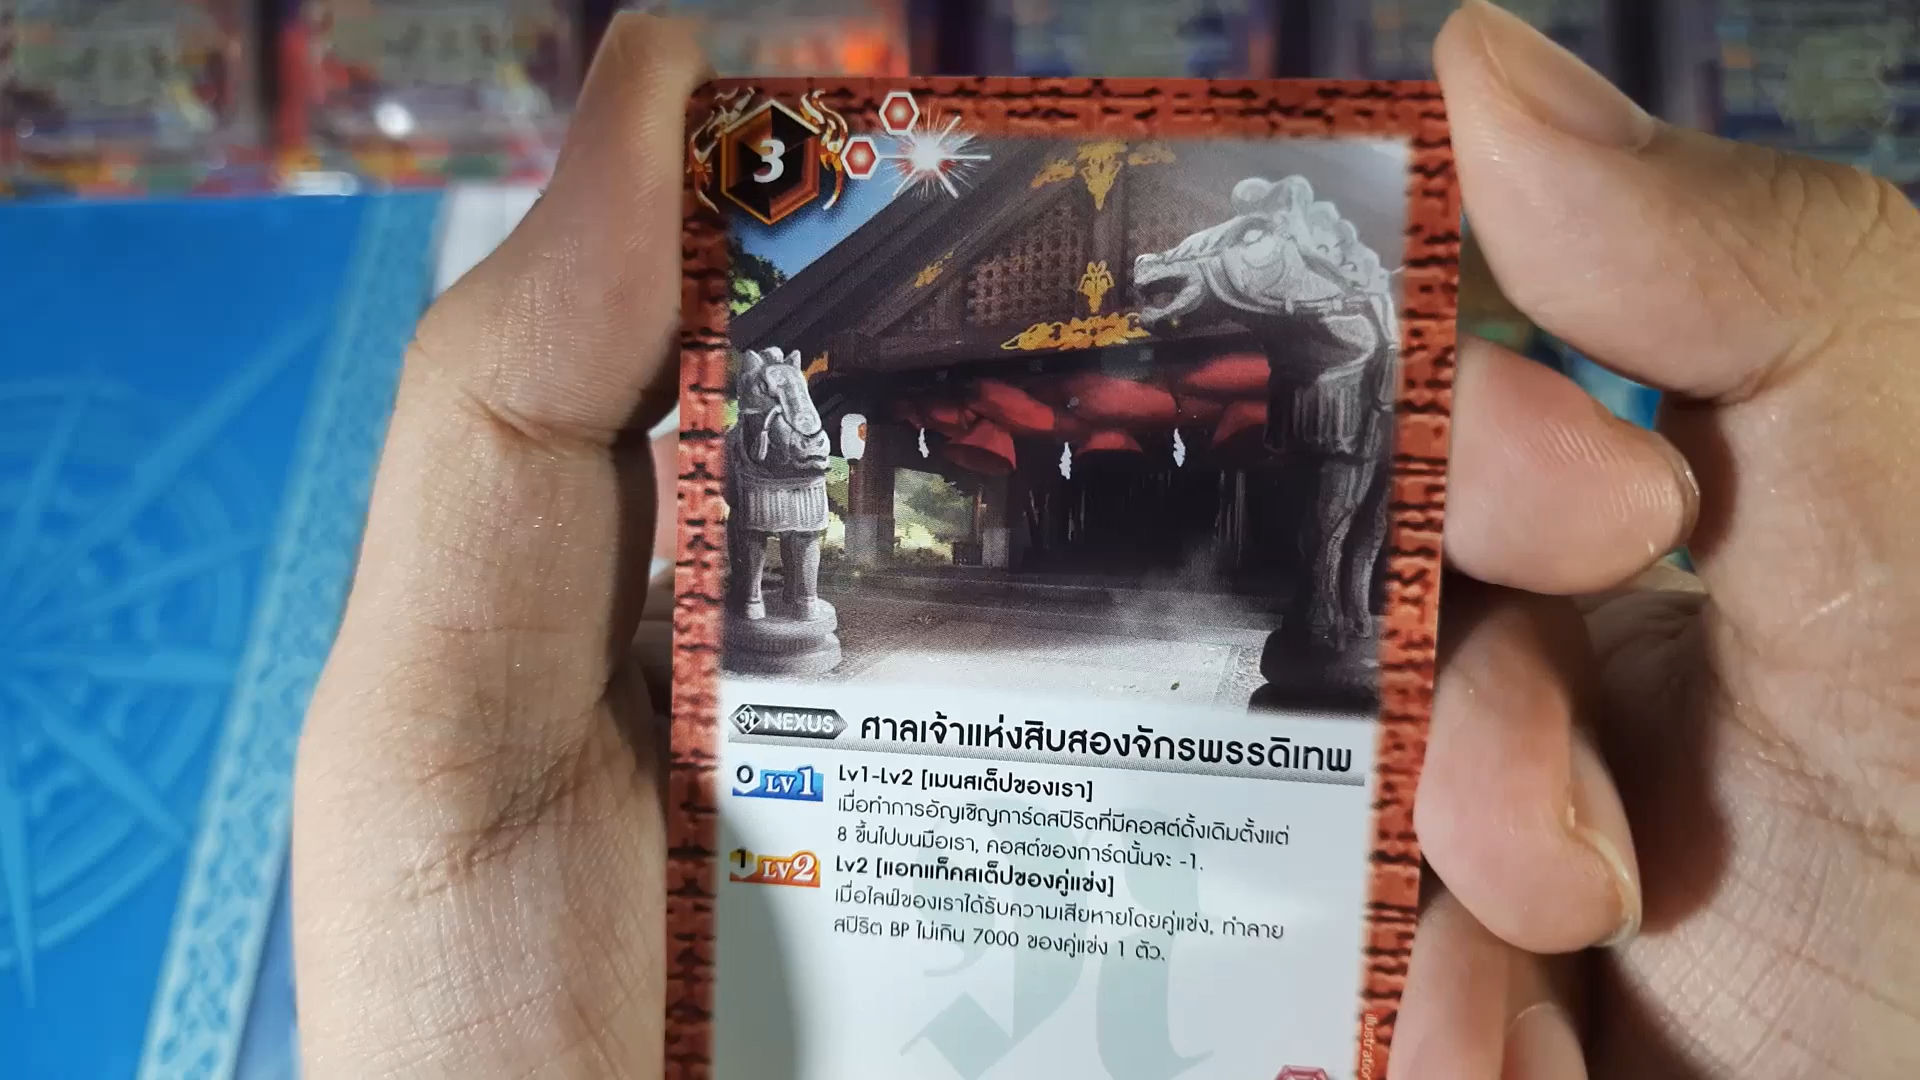 3
NEXUS ศาลเจ้าแห่งสิบสองจักรพรรดิเทพ
0 LV1 Lv1-Lv2 [เมนสเต็ปของเรา]
เมื่อทำการอัญเชิญการ์ดสปิริตที่มีคอสต์ดั้งเดิมตั้งแต่
8 ขึ้นไปบนมือเรา, คอสต์ของการ์ดนั้นจะ -1.
1 LV2 Lv2 [แอทแท็คสเต็ปของคู่แข่ง]
เมื่อไลฟ์ของเราได้รับความเสียหายโดยคู่แข่ง, ทำลาย
สปิริต BP ไม่เกิน 7000 ของคู่แข่ง 1 ตัว.